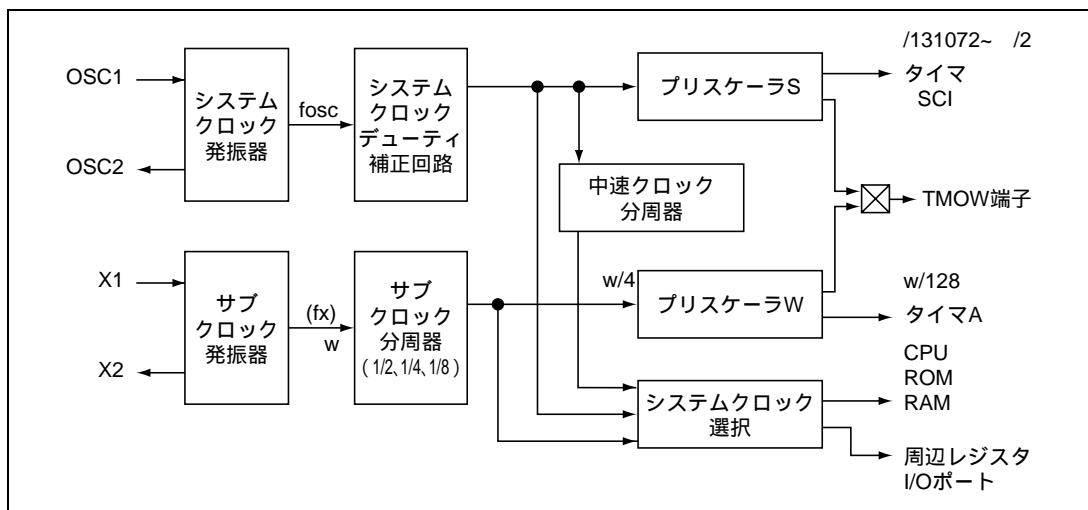 OSC1
OSC2
システム
クロック
発振器
fosc
システム
クロック
デューティ
補正回路
プリスケーラS
/131072~ /2
タイマ
SCI
中速クロック
分周器
TMOW端子
X1
X2
サブ
クロック
発振器
(fx)
w
サブ
クロック
分周器
(1/2、1/4、1/8)
w/4
プリスケーラW
w/128
タイマA
システムクロック
選択
CPU
ROM
RAM
周辺レジスタ
I/Oポート